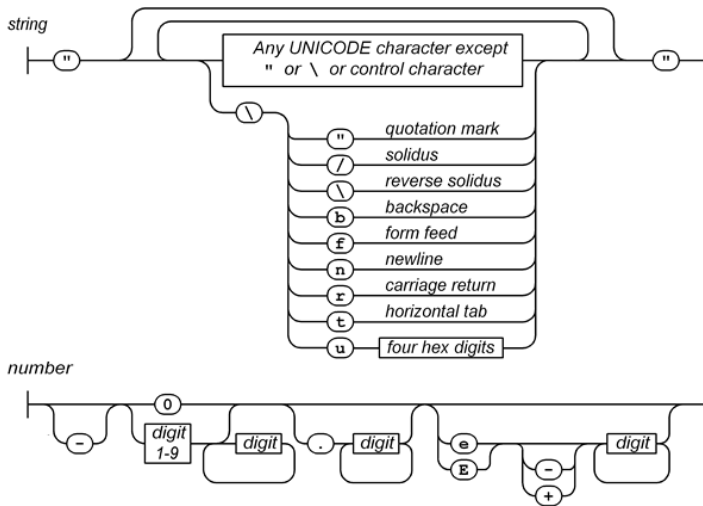 string
" Any UNICODE character except "
" or \ or control character
\
" quotation mark
/ solidus
\ reverse solidus
b backspace
f form feed
n newline
r carriage return
t horizontal tab
u four hex digits
number
0
- digit 1-9 digit . digit e E - + digit